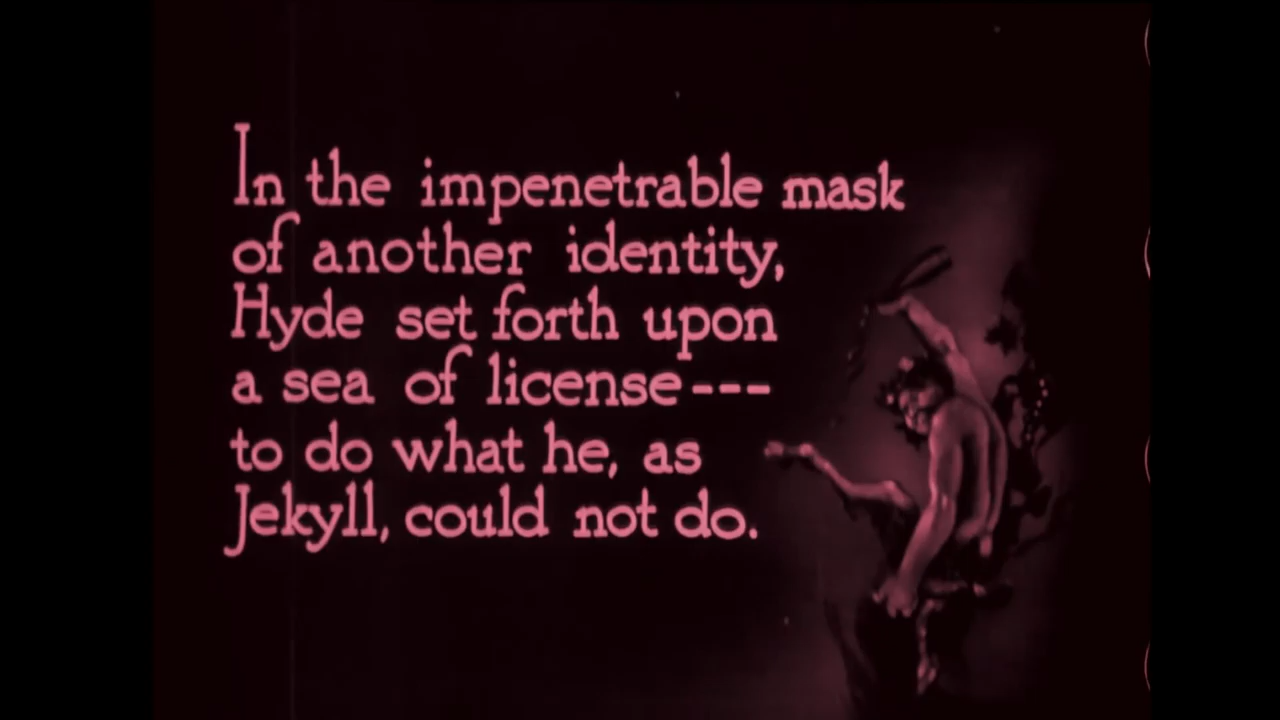 In the impenetrable mask
of another identity,
Hyde set forth upon
a sea of license---
to do what he, as
Jekyll, could not do.